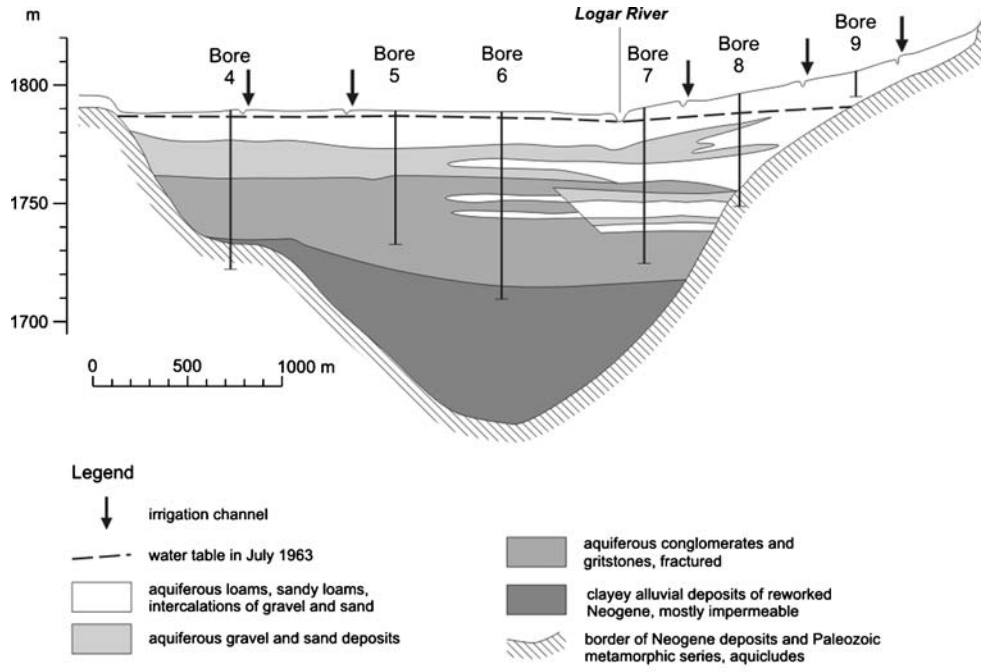 m
Logar River
Bore 4
Bore 5
Bore 6
Bore 7
Bore 8
Bore 9
1800
1750
1700
0 500 1000 m
Legend
irrigation channel
water table in July 1963
aquiferous loams, sandy loams,
intercalations of gravel and sand
aquiferous gravel and sand deposits
aquiferous conglomerates and
gritstones, fractured
clayey alluvial deposits of reworked
Neogene, mostly impermeable
border of Neogene deposits and Paleozoic
metamorphic series, aquicludes